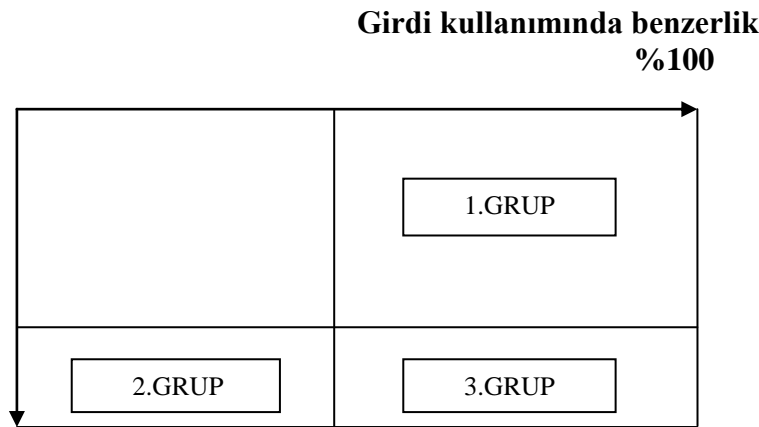 Girdi kullanımında benzerlik
%100
1.GRUP
2.GRUP
3.GRUP